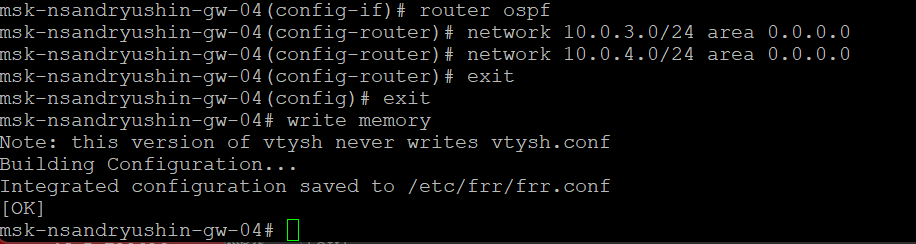 msk-nsandryushin-gw-04(config-if)# router ospf
msk-nsandryushin-gw-04(config-router)# network 10.0.3.0/24 area 0.0.0.0
msk-nsandryushin-gw-04(config-router)# network 10.0.4.0/24 area 0.0.0.0
msk-nsandryushin-gw-04(config-router)# exit
msk-nsandryushin-gw-04(config)# exit
msk-nsandryushin-gw-04# write memory
Note: this version of vtysh never writes vtysh.conf
Building Configuration...
Integrated configuration saved to /etc/frr/frr.conf
[OK]
msk-nsandryushin-gw-04#